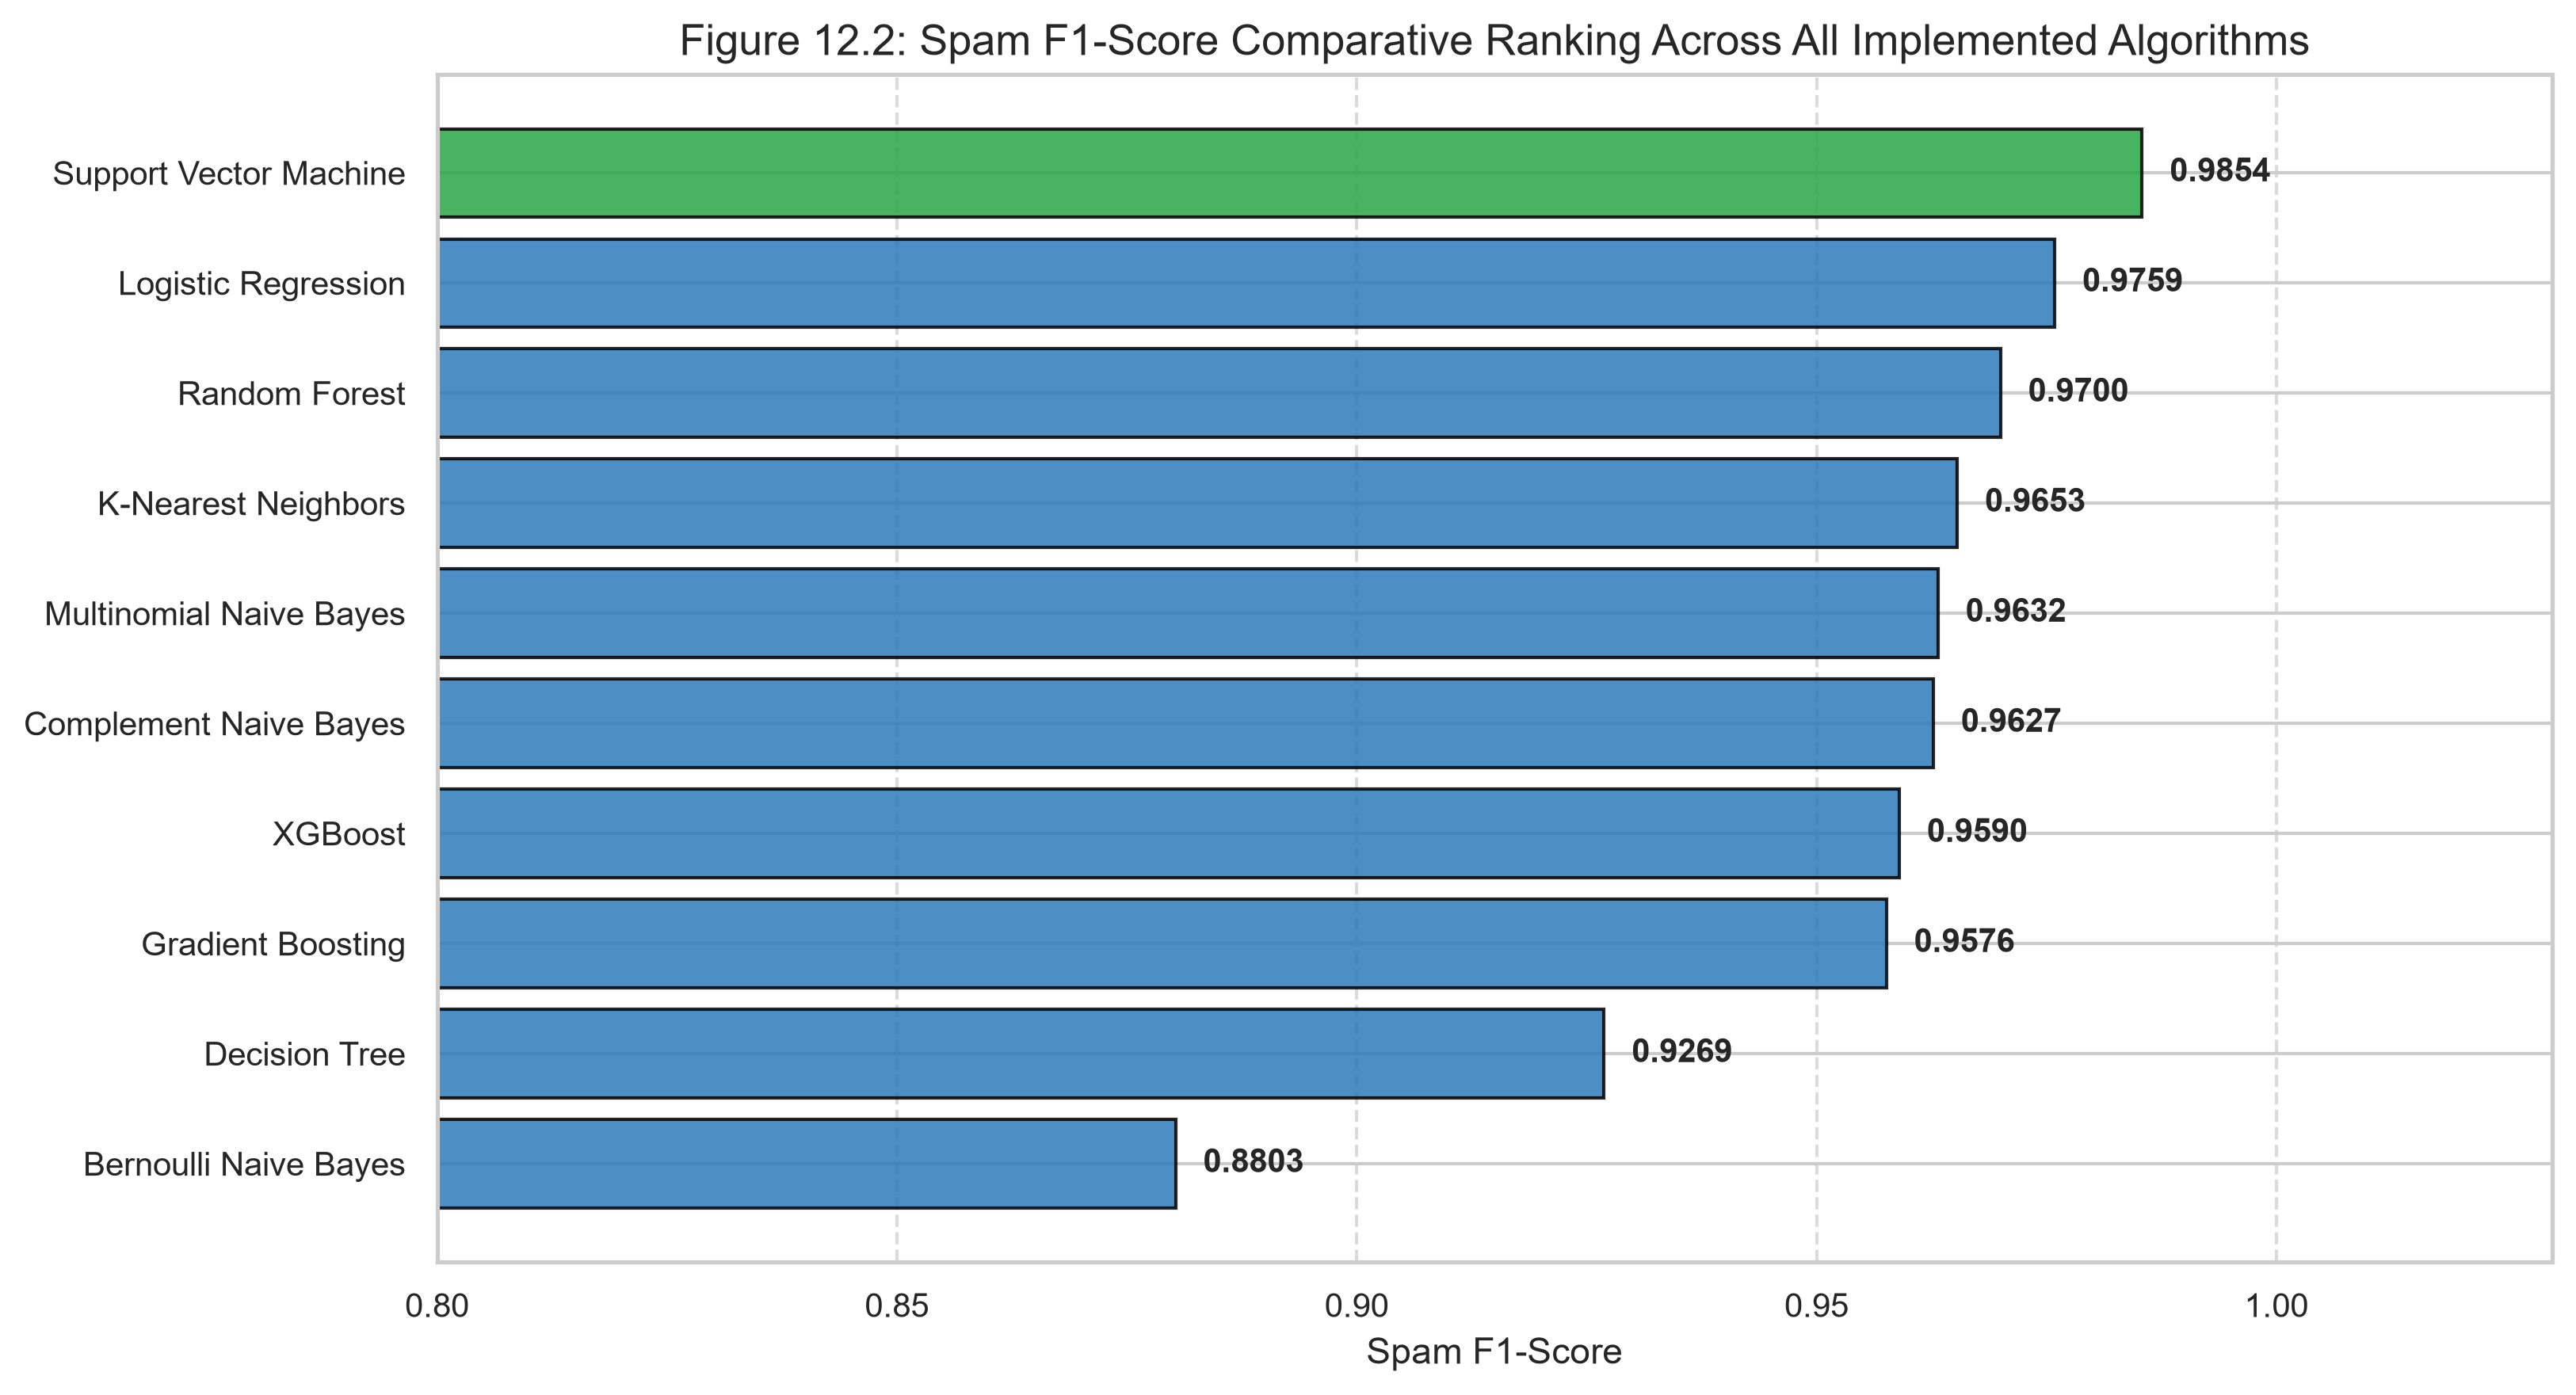 Figure 12.2: Spam F1-Score Comparative Ranking Across All Implemented Algorithms
Support Vector Machine 0.9854
Logistic Regression 0.9759
Random Forest 0.9700
K-Nearest Neighbors 0.9653
Multinomial Naive Bayes 0.9632
Complement Naive Bayes 0.9627
XGBoost 0.9590
Gradient Boosting 0.9576
Decision Tree 0.9269
Bernoulli Naive Bayes 0.8803
0.80 0.85 0.90 0.95 1.00
Spam F1-Score